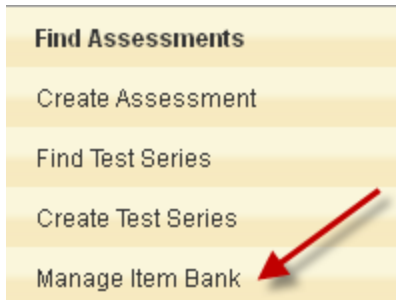 Find Assessments
Create Assessment
Find Test Series
Create Test Series
Manage Item Bank